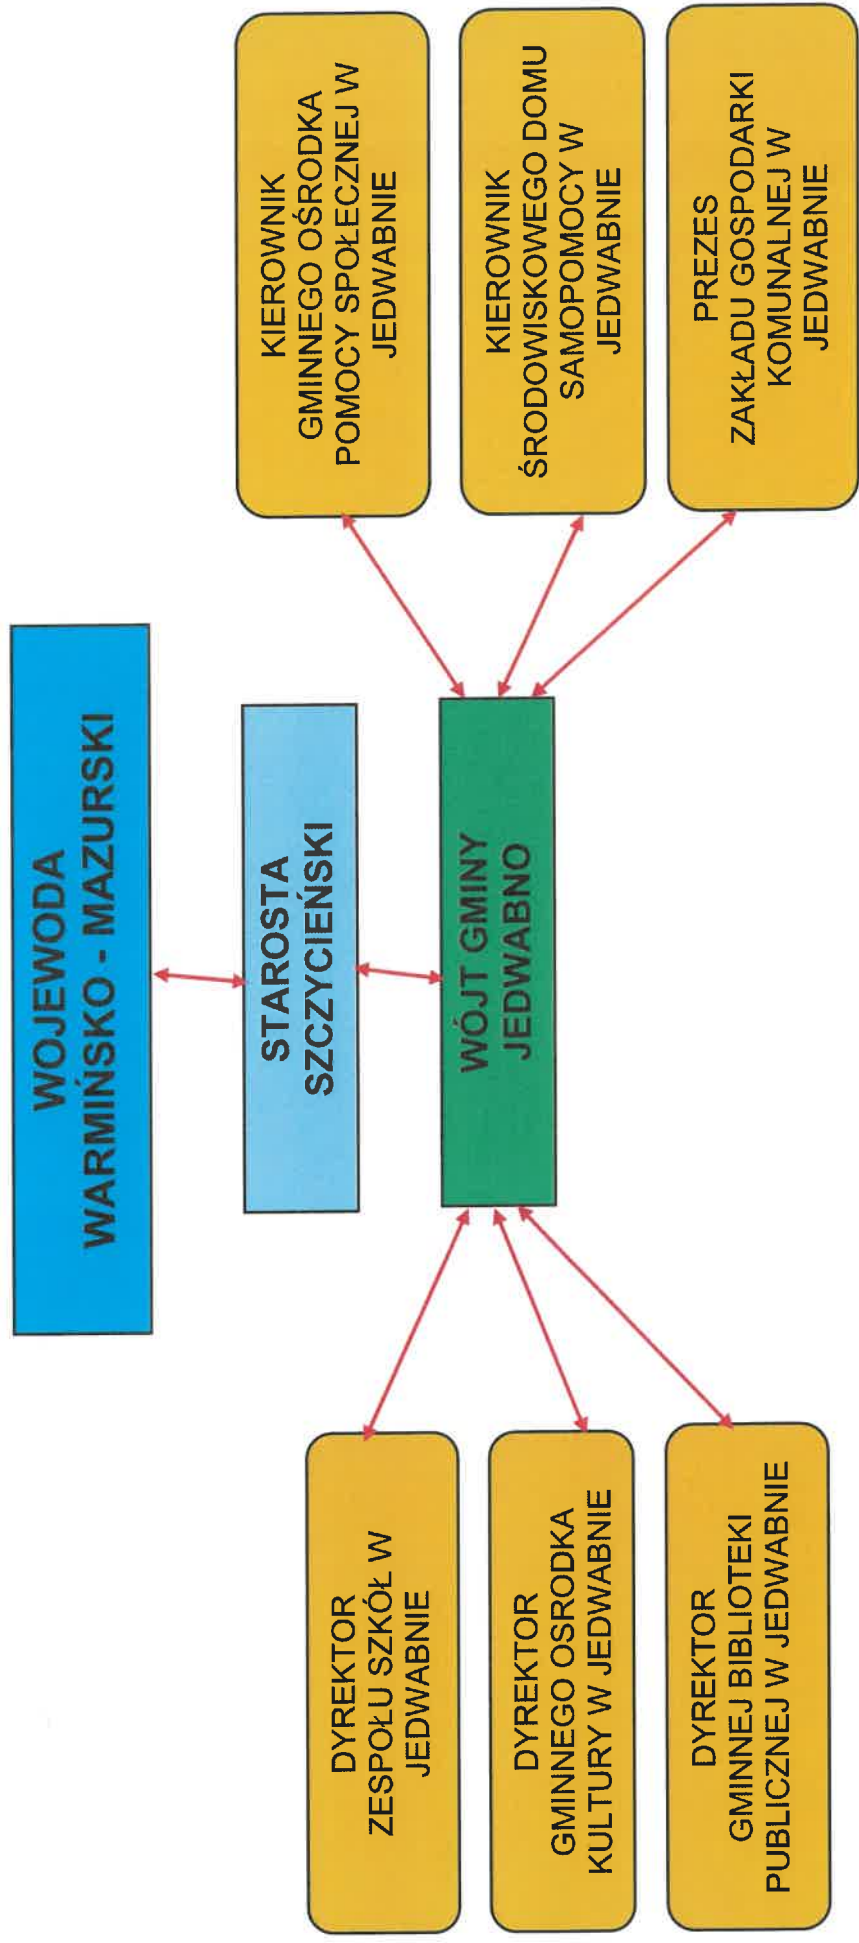 WOJEWODA
WARMIŃSKO - MAZURSKI
STAROSTA
SZCZYCIEŃSKI
WÓJT GMINY
JEDWABNO
DYREKTOR
ZESPOŁU SZKÓŁ W
JEDWABNIE
DYREKTOR
GMINNEGO OSRODKA
KULTURY W JEDWABNIE
DYREKTOR
GMINNEJ BIBLIOTEKI
PUBLICZNEJ W JEDWABNIE
KIEROWNIK
GMINNEGO OŚRODKA
POMOCY SPOŁECZNEJ W
JEDWABNIE
KIEROWNIK
ŚRODOWISKOWEGO DOMU
SAMOPOMOCY W
JEDWABNIE
PREZES
ZAKŁADU GOSPODARKI
KOMUNALNEJ W
JEDWABNIE